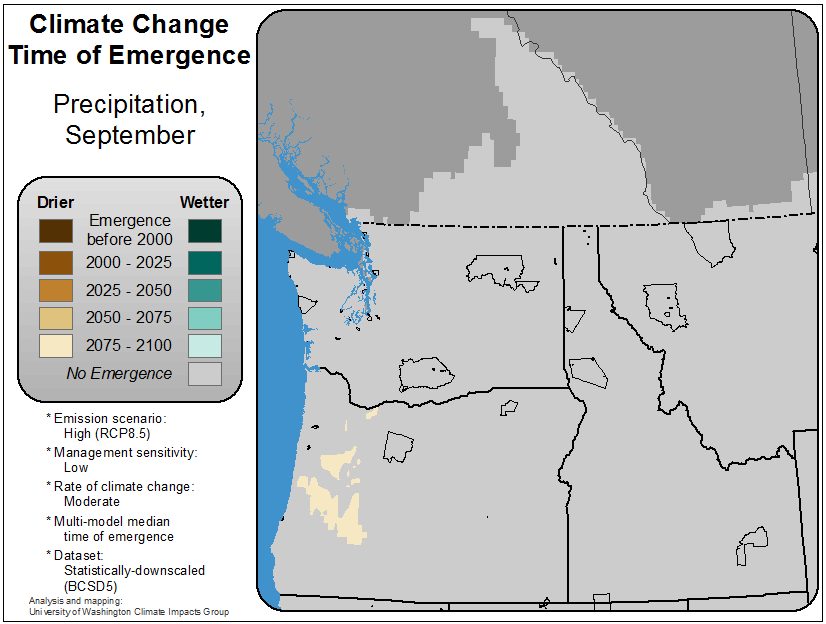 Climate Change
Time of Emergence
Precipitation,
September
Drier
Wetter
Emergence
before 2000
2000 - 2025
2025 - 2050
2050 - 2075
2075 - 2100
No Emergence
* Emission scenario:
High (RCP8.5)
* Management sensitivity:
Low
* Rate of climate change:
Moderate
* Multi-model median
time of emergence
* Dataset:
Statistically-downscaled
(BCSD5)
Analysis and mapping:
University of Washington Climate Impacts Group